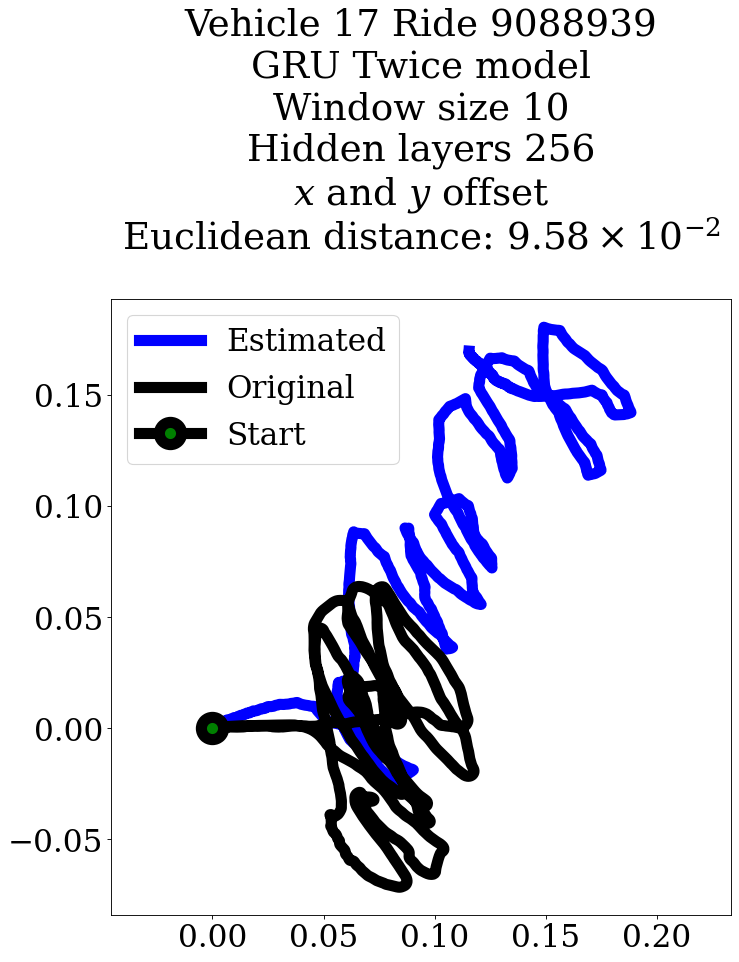 Vehicle 17 Ride 9088939
GRU Twice model
Window size 10
Hidden layers 256
x and y offset
Euclidean distance: 9.58 × 10⁻²
Estimated
Original
Start
0.15
0.10
0.05
0.00
−0.05
0.00 0.05 0.10 0.15 0.20